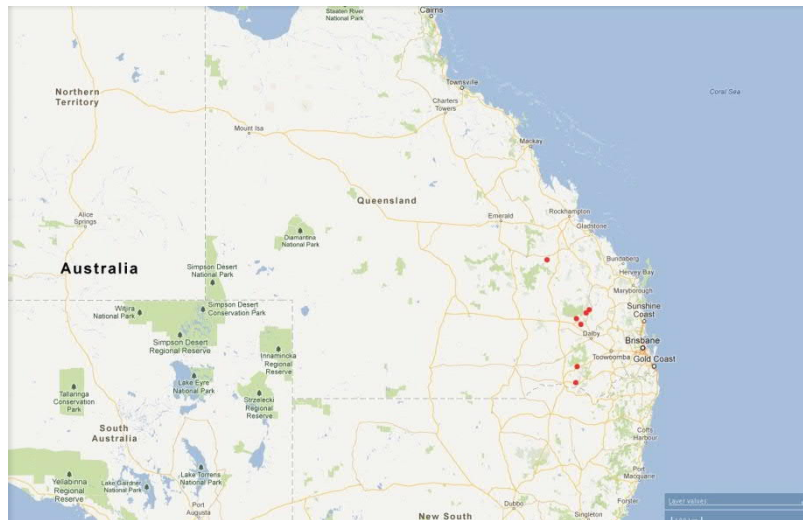 Staaten River
National Park
Cairns
Northern
Territory
Townsville
Charters
Towers
Coral Sea
Mount Isa
Mackay
Queensland
Emerald
Rockhampton
Gladstone
Alice
Springs
Diamantina
National Park
Australia
Simpson Desert
National Park
Bundaberg
Hervey Bay
Maryborough
Witjira
National Park
Simpson Desert
Conservation Park
Sunshine
Coast
Simpson Desert
Regional Reserve
Dalby
Brisbane
Innamincka
Regional
Reserve
Toowoomba
Gold Coast
Lake Eyre
National Park
Tallaringa
Conservation
Park
Strzelecki
Regional
Reserve
South
Australia
Coffs
Harbour
Yellabinna
Regional
Reserve
Lake Gairdner
National Park
Lake Torrens
National Park
Port
Macquarie
Port
Augusta
Dubbo
Forster
New South
Singleton
Layer values: